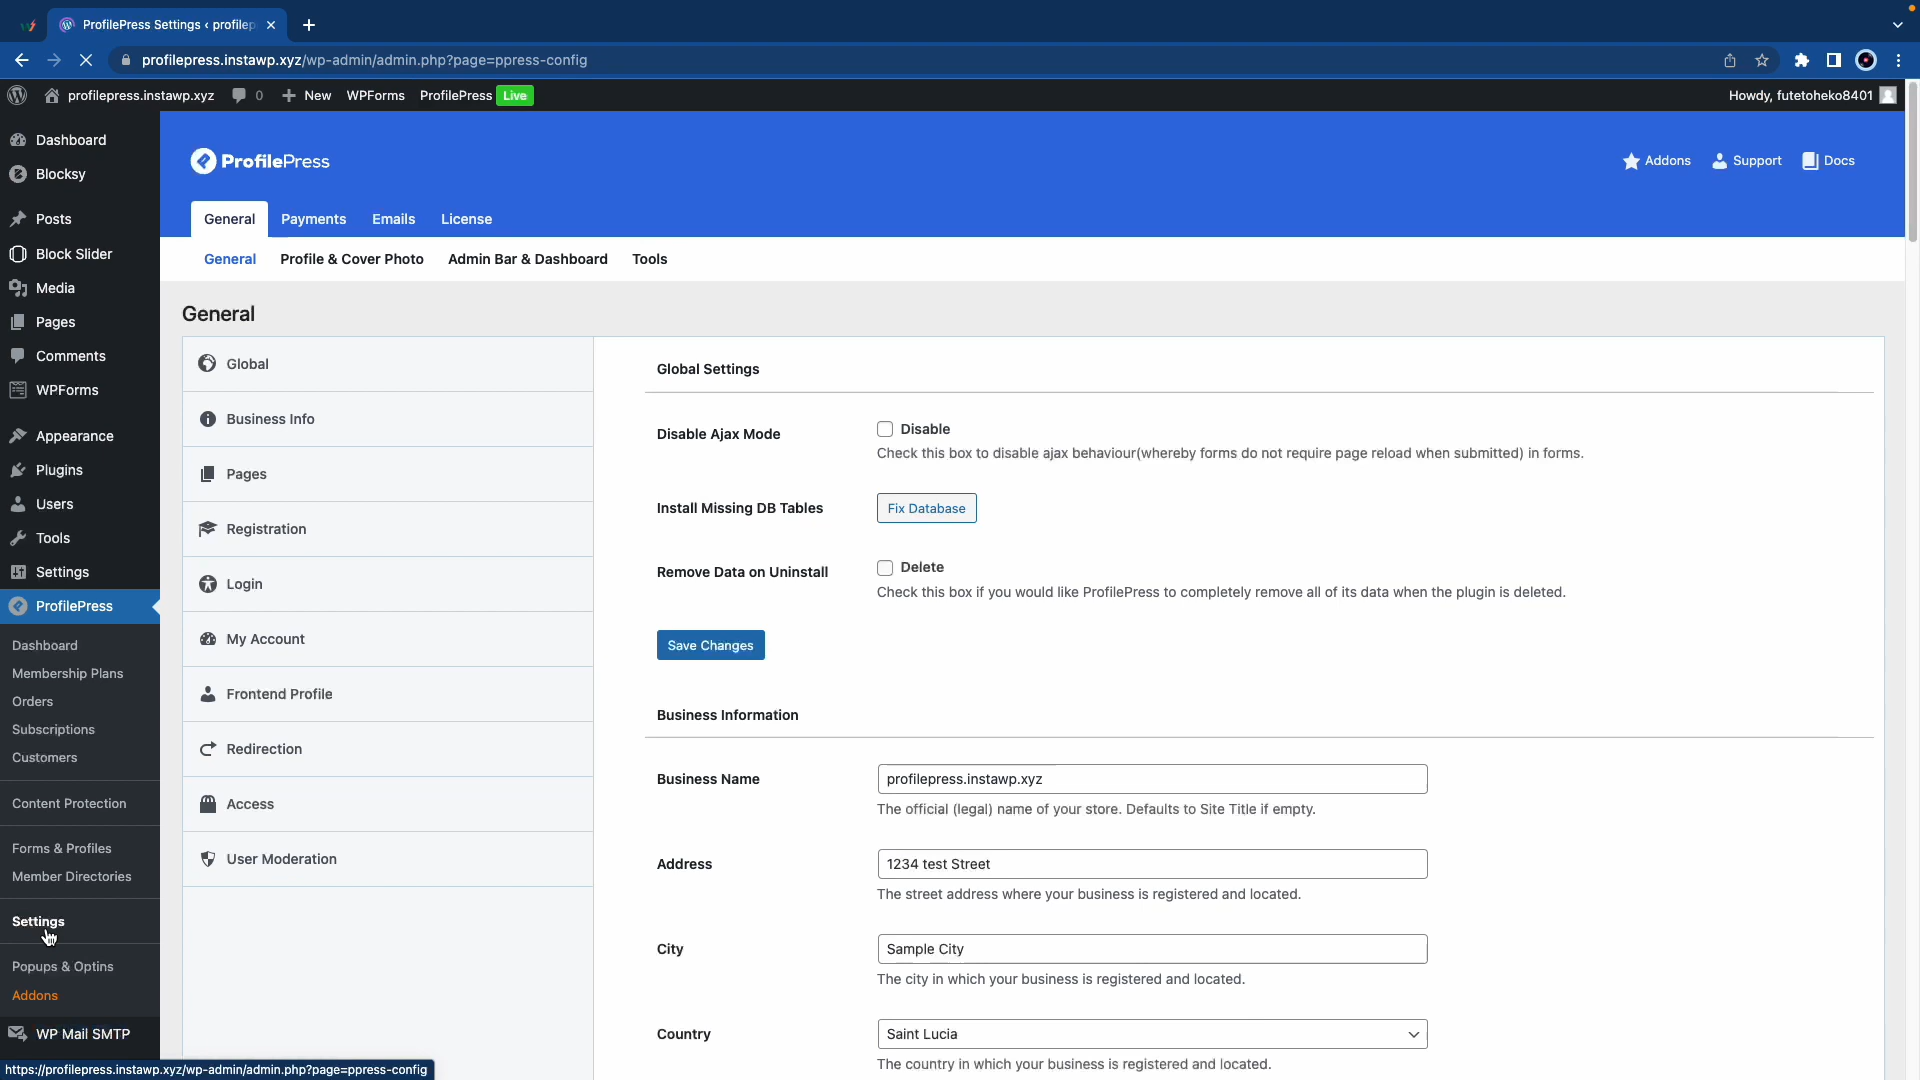 ProfilePress Settings ‹ profilep
profilepress.instawp.xyz/wp-admin/admin.php?page=ppress-config
profilepress.instawp.xyz 0 New WPForms ProfilePress Live Howdy, futetoheko8401
Dashboard
Blocksy
Posts
Block Slider
Media
Pages
Comments
WPForms
Appearance
Plugins
Users
Tools
Settings
ProfilePress
Dashboard
Membership Plans
Orders
Subscriptions
Customers
Content Protection
Forms & Profiles
Member Directories
Settings
Popups & Optins
Addons
WP Mail SMTP
https://profilepress.instawp.xyz/wp-admin/admin.php?page=ppress-config
ProfilePress
Addons Support Docs
General Payments Emails License
General Profile & Cover Photo Admin Bar & Dashboard Tools
General
Global
Business Info
Pages
Registration
Login
My Account
Frontend Profile
Redirection
Access
User Moderation
Global Settings
Disable Ajax Mode Disable
Check this box to disable ajax behaviour(whereby forms do not require page reload when submitted) in forms.
Install Missing DB Tables Fix Database
Remove Data on Uninstall Delete
Check this box if you would like ProfilePress to completely remove all of its data when the plugin is deleted.
Save Changes
Business Information
Business Name profilepress.instawp.xyz
The official (legal) name of your store. Defaults to Site Title if empty.
Address 1234 test Street
The street address where your business is registered and located.
City Sample City
The city in which your business is registered and located.
Country Saint Lucia
The country in which your business is registered and located.